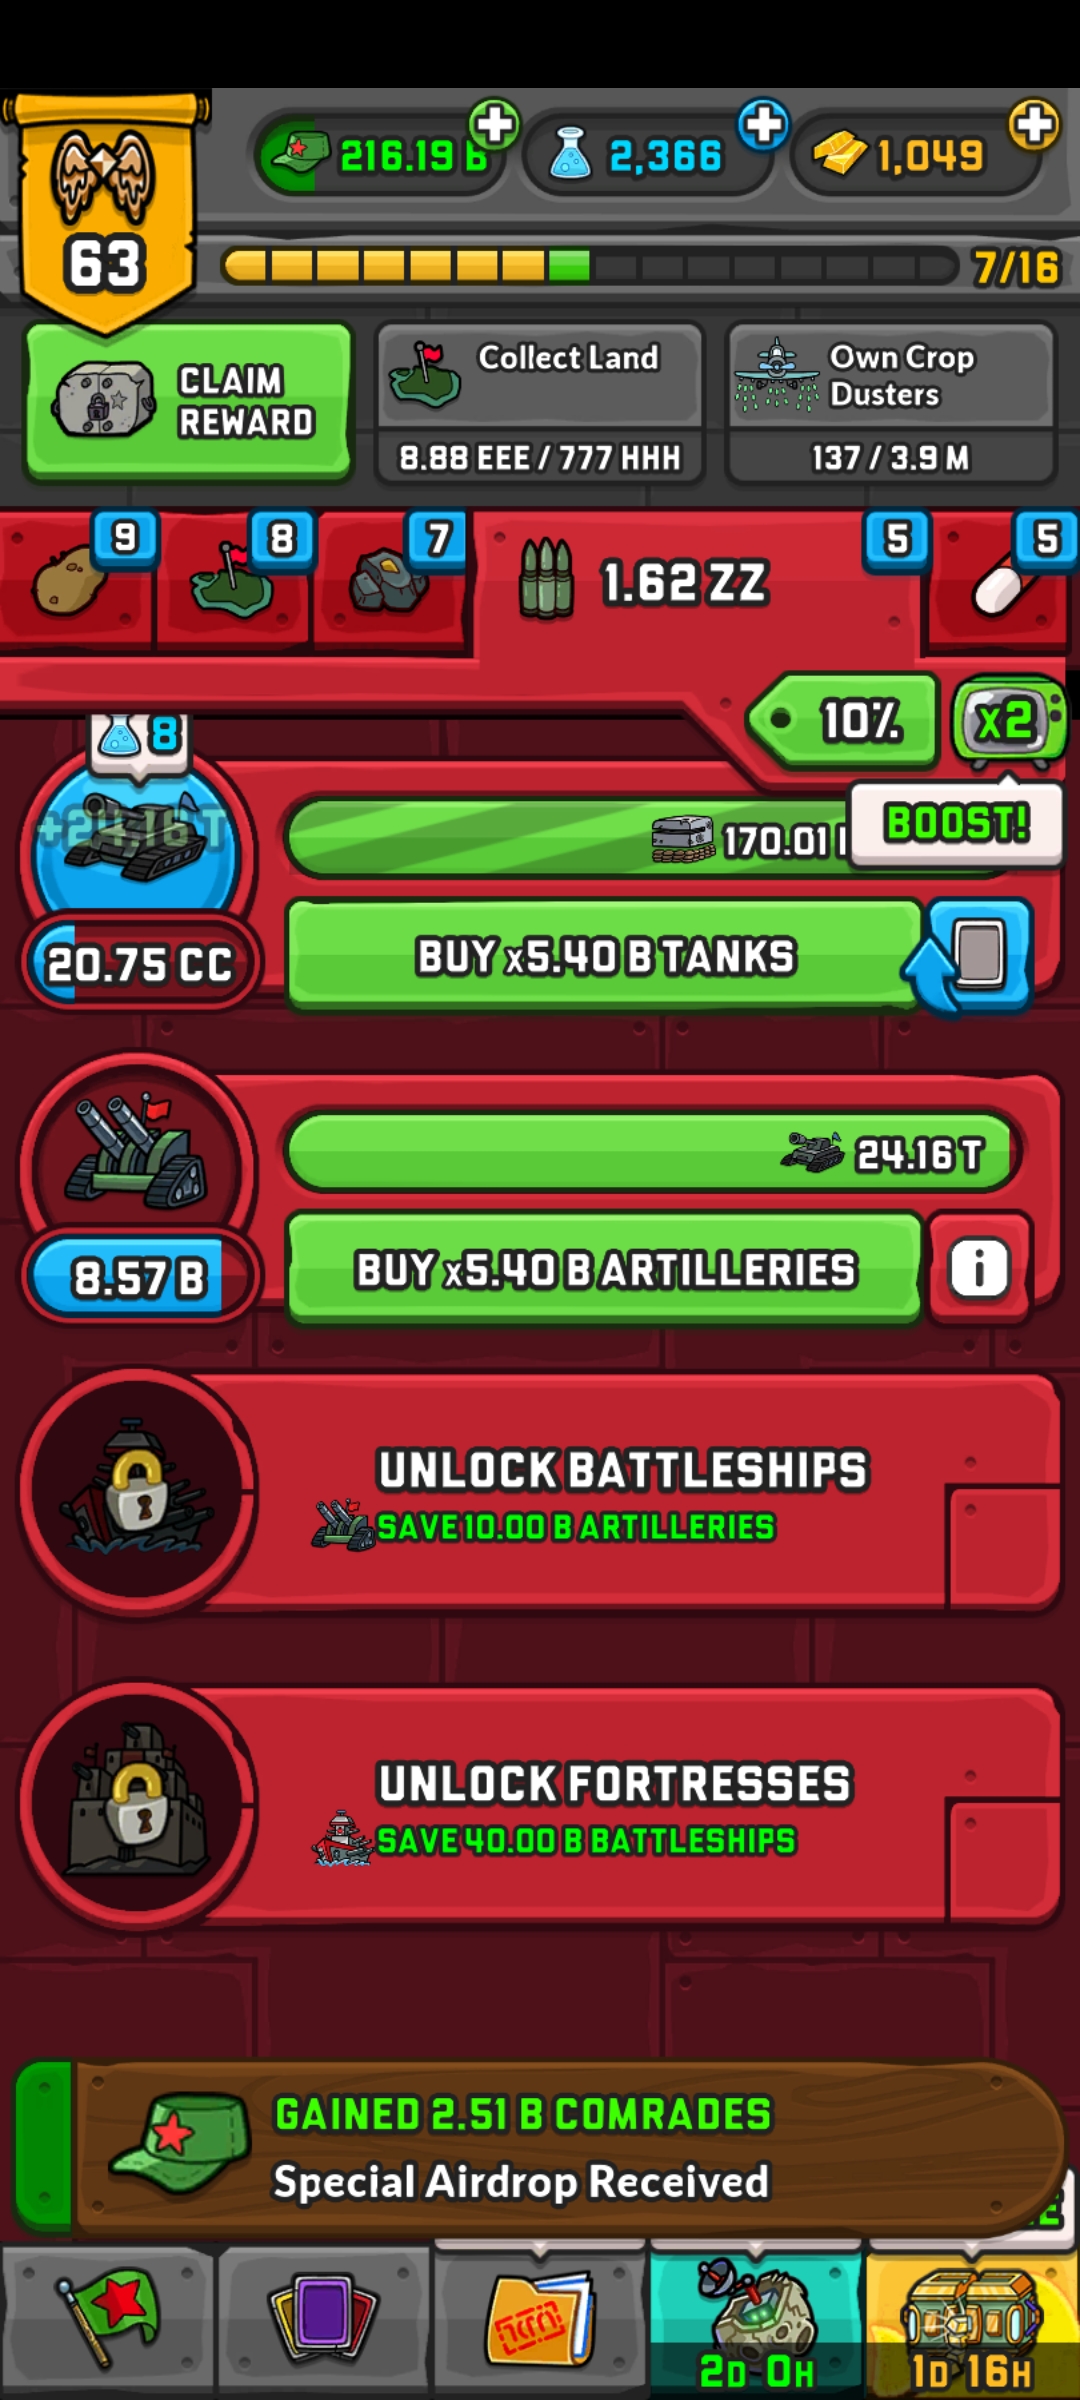 216.19 B
2,366
1,049
63
7/16
CLAIM
REWARD
Collect Land
8.88 EEE / 777 HHH
Own Crop
Dusters
137 / 3.9 M
9
8
7
1.62 ZZ
5
5
10%
x2
BOOST!
8
+24.16 T
170.01
20.75 CC
BUY x5.40 B TANKS
24.16 T
8.57 B
BUY x5.40 B ARTILLERIES
i
UNLOCK BATTLESHIPS
SAVE 10.00 B ARTILLERIES
UNLOCK FORTRESSES
SAVE 40.00 B BATTLESHIPS
GAINED 2.51 B COMRADES
Special Airdrop Received
2D 0H
1D 16H